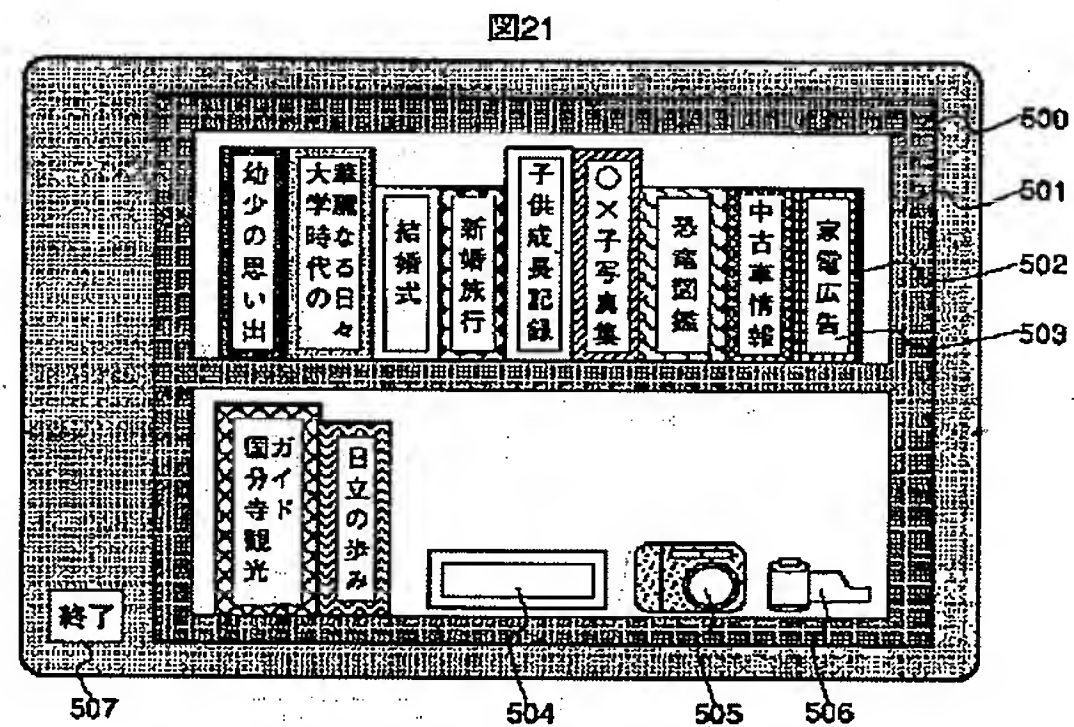 図21
500
501
502
503
幼少の思い出
華麗なる日々
大学時代の
結婚式
新婚旅行
子供成長記録
○×子写真集
恐竜図鑑
中古車情報
家電広告
ガイド
国分寺観光
日立の歩み
終了
507
504
505
506